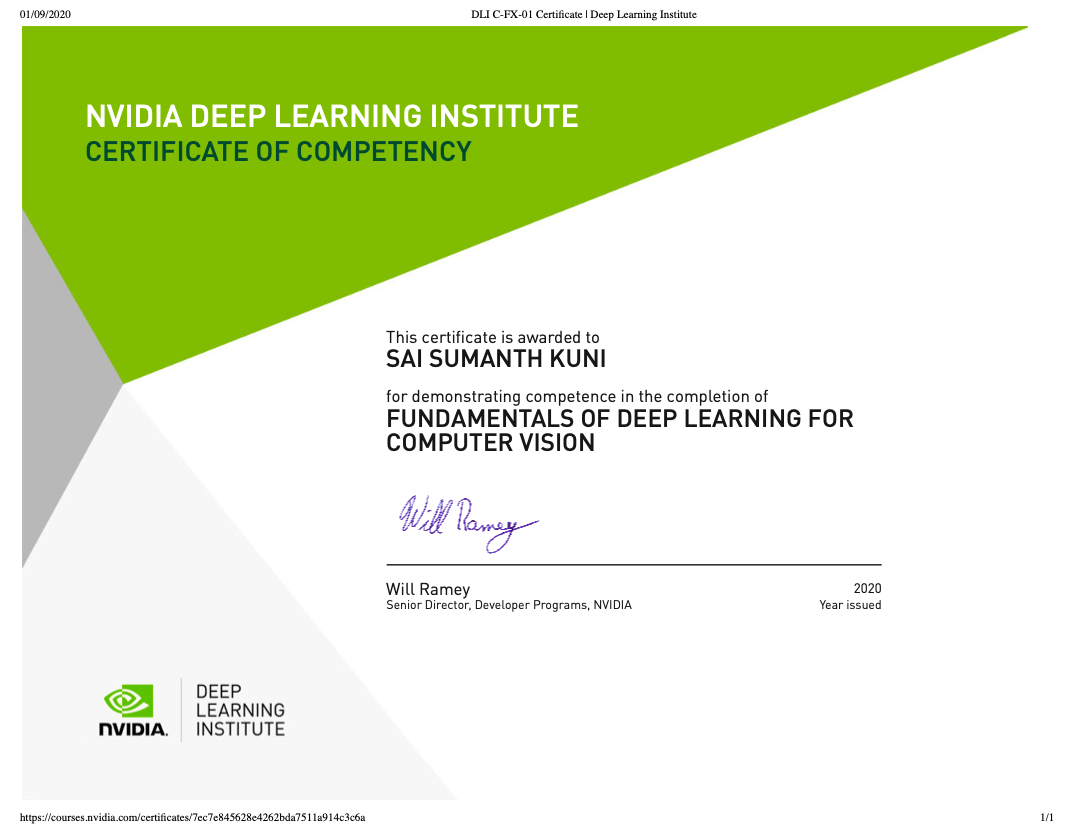 01/09/2020 DLI C-FX-01 Certificate | Deep Learning Institute
NVIDIA DEEP LEARNING INSTITUTE
CERTIFICATE OF COMPETENCY
This certificate is awarded to
SAI SUMANTH KUNI
for demonstrating competence in the completion of
FUNDAMENTALS OF DEEP LEARNING FOR
COMPUTER VISION
Will Ramey
Will Ramey 2020
Senior Director, Developer Programs, NVIDIA Year issued
DEEP
LEARNING
NVIDIA. INSTITUTE
https://courses.nvidia.com/certificates/7ec7e845628e4262bda7511a914c3c6a 1/1